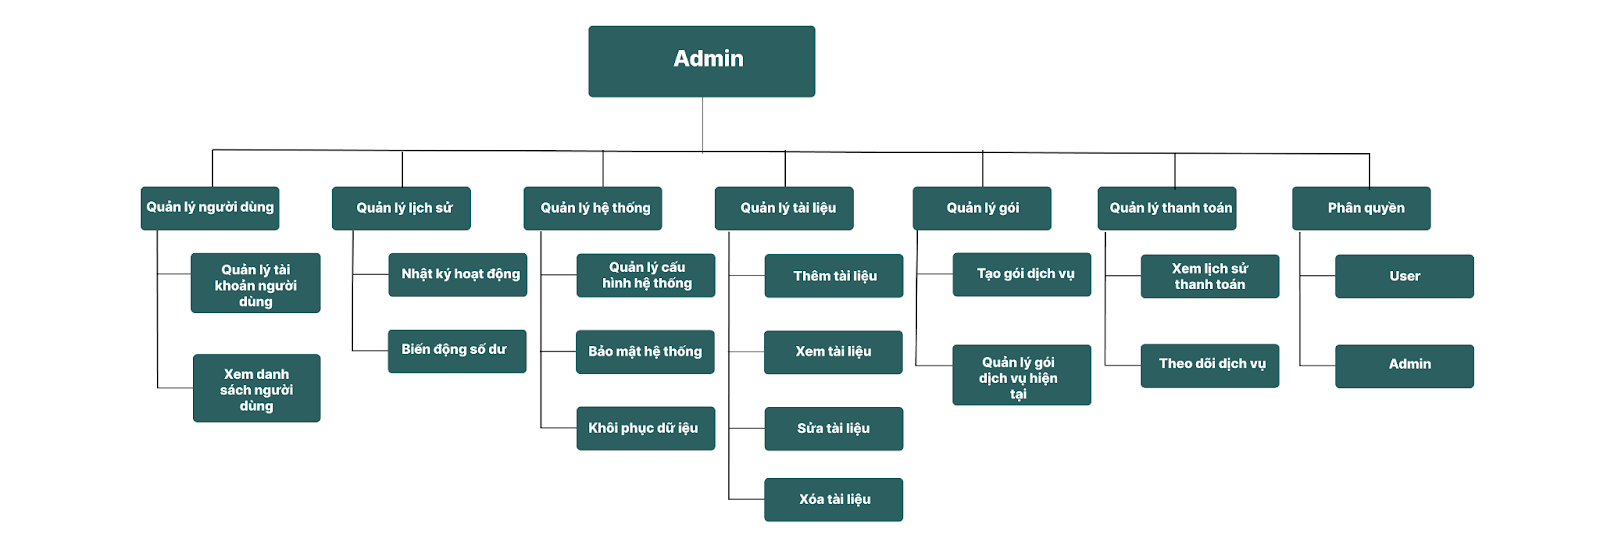 Admin
Quản lý người dùng
Quản lý lịch sử
Quản lý hệ thống
Quản lý tài liệu
Quản lý gói
Quản lý thanh toán
Phân quyền
Quản lý tài
khoản người
dùng
Xem danh
sách người
dùng
Nhật ký hoạt động
Biến động số dư
Quản lý cấu
hình hệ thống
Bảo mật hệ thống
Khôi phục dữ iệu
Thêm tài liệu
Xem tài liệu
Sửa tài liệu
Xóa tài liệu
Tạo gói dịch vụ
Quản lý gói
dịch vụ hiện
tại
Xem lịch sử
thanh toán
Theo dõi dịch vụ
User
Admin